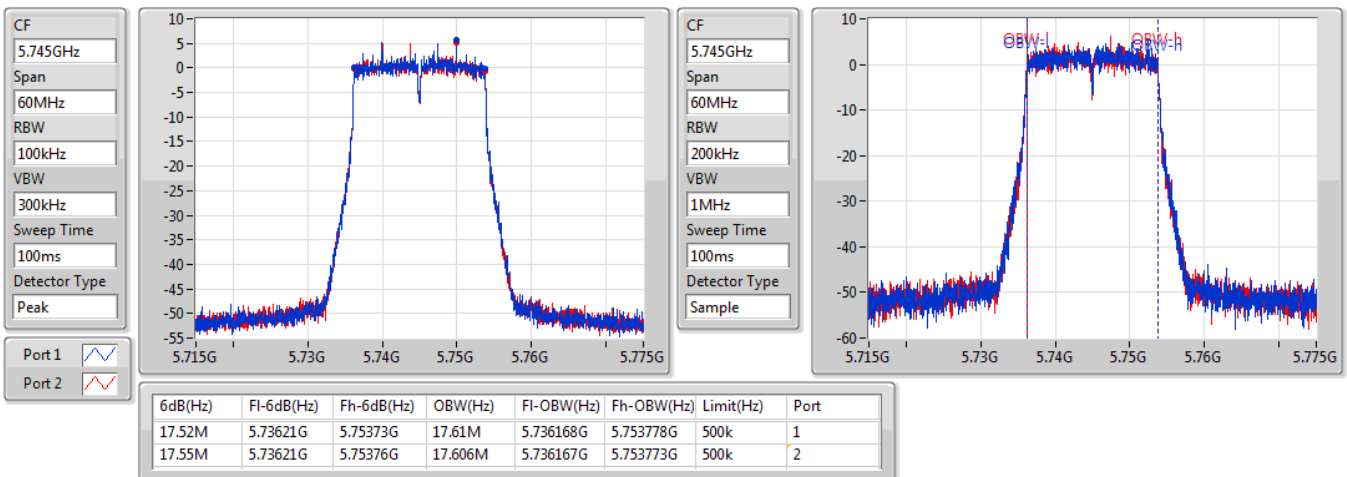 CF
5.745GHz
Span
60MHz
RBW
100kHz
VBW
300kHz
Sweep Time
100ms
Detector Type
Peak
Port 1
Port 2
10
5
0
-5
-10
-15
-20
-25
-30
-35
-40
-45
-50
-55
5.715G 5.73G 5.74G 5.75G 5.76G 5.775G
CF
5.745GHz
Span
60MHz
RBW
200kHz
VBW
1MHz
Sweep Time
100ms
Detector Type
Sample
10
0
-10
-20
-30
-40
-50
-60
OBW-l OBW-h
OBW-l OBW-h
5.715G 5.73G 5.74G 5.75G 5.76G 5.775G
6dB(Hz) Fl-6dB(Hz) Fh-6dB(Hz) OBW(Hz) Fl-OBW(Hz) Fh-OBW(Hz) Limit(Hz) Port
17.52M 5.73621G 5.75373G 17.61M 5.736168G 5.753778G 500k 1
17.55M 5.73621G 5.75376G 17.606M 5.736167G 5.753773G 500k 2